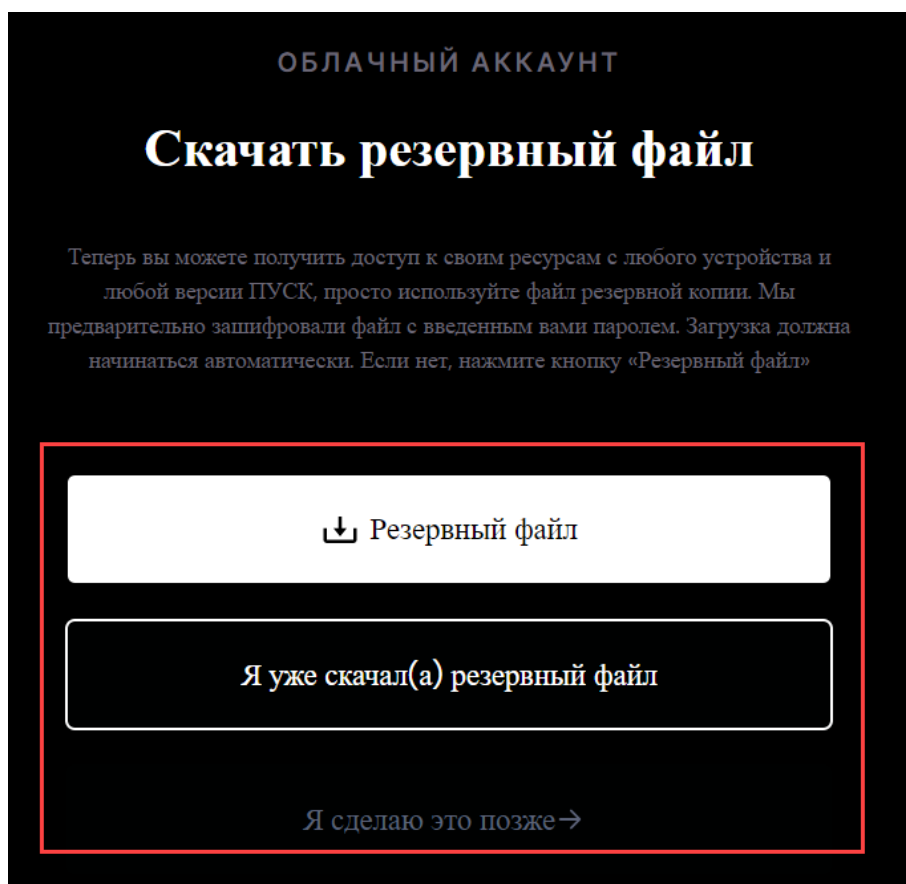 ОБЛАЧНЫЙ АККАУНТ
Скачать резервный файл
Теперь вы можете получить доступ к своим ресурсам с любого устройства и
любой версии ПУСК, просто используйте файл резервной копии. Мы
предварительно зашифровали файл с введенным вами паролем. Загрузка должна
начинаться автоматически. Если нет, нажмите кнопку «Резервный файл»
Резервный файл
Я уже скачал(а) резервный файл
Я сделаю это позже→